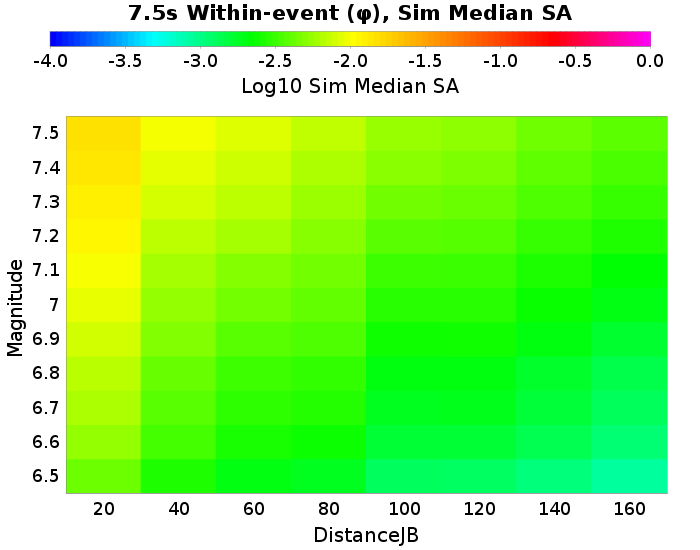 7.5s Within-event (φ), Sim Median SA
-4.0 -3.5 -3.0 -2.5 -2.0 -1.5 -1.0 -0.5 0.0
Log10 Sim Median SA
Magnitude
7.5
7.4
7.3
7.2
7.1
7
6.9
6.8
6.7
6.6
6.5
20 40 60 80 100 120 140 160
DistanceJB